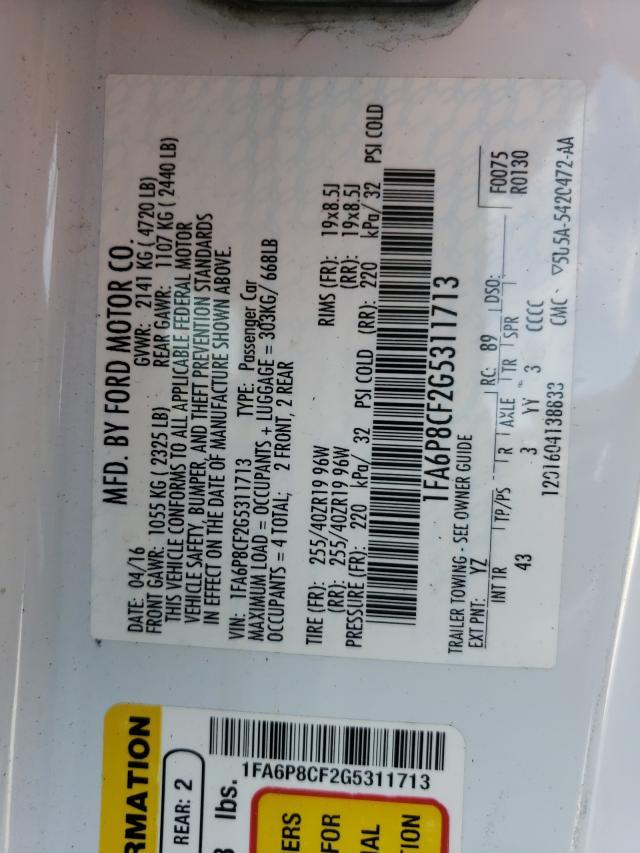 MFD. BY FORD MOTOR CO.
DATE: 04/16 GVWR: 2141 KG ( 4720 LB)
FRONT GAWR: 1055 KG ( 2325 LB) REAR GAWR: 1107 KG ( 2440 LB)
THIS VEHICLE CONFORMS TO ALL APPLICABLE FEDERAL MOTOR
VEHICLE SAFETY, BUMPER, AND THEFT PREVENTION STANDARDS
IN EFFECT ON THE DATE OF MANUFACTURE SHOWN ABOVE.
VIN: 1FA6P8CF2G5311713 TYPE: Passenger Car
MAXIMUM LOAD = OCCUPANTS + LUGGAGE = 303KG/ 668LB
OCCUPANTS = 4 TOTAL; 2 FRONT, 2 REAR
TIRE (FR): 255/40ZR19 96W RIMS (FR): 19x8.5J
(RR): 255/40ZR19 96W (RR): 19x8.5J
PRESSURE (FR): 220 kPa/ 32 PSI COLD (RR): 220 kPa/ 32 PSI COLD
1FA6P8CF2G5311713
TRAILER TOWING - SEE OWNER GUIDE F0075
EXT PNT: YZ RC: 89 DSO: R0130
INT TR TP/PS R AXLE TR SPR
43 3 YY 3 CCCC
CMC- ▽5U5A-5420472-AA
RMATION
REAR: 2
lbs.
1FA6P8CF2G5311713
ERS
FOR
AL
ION